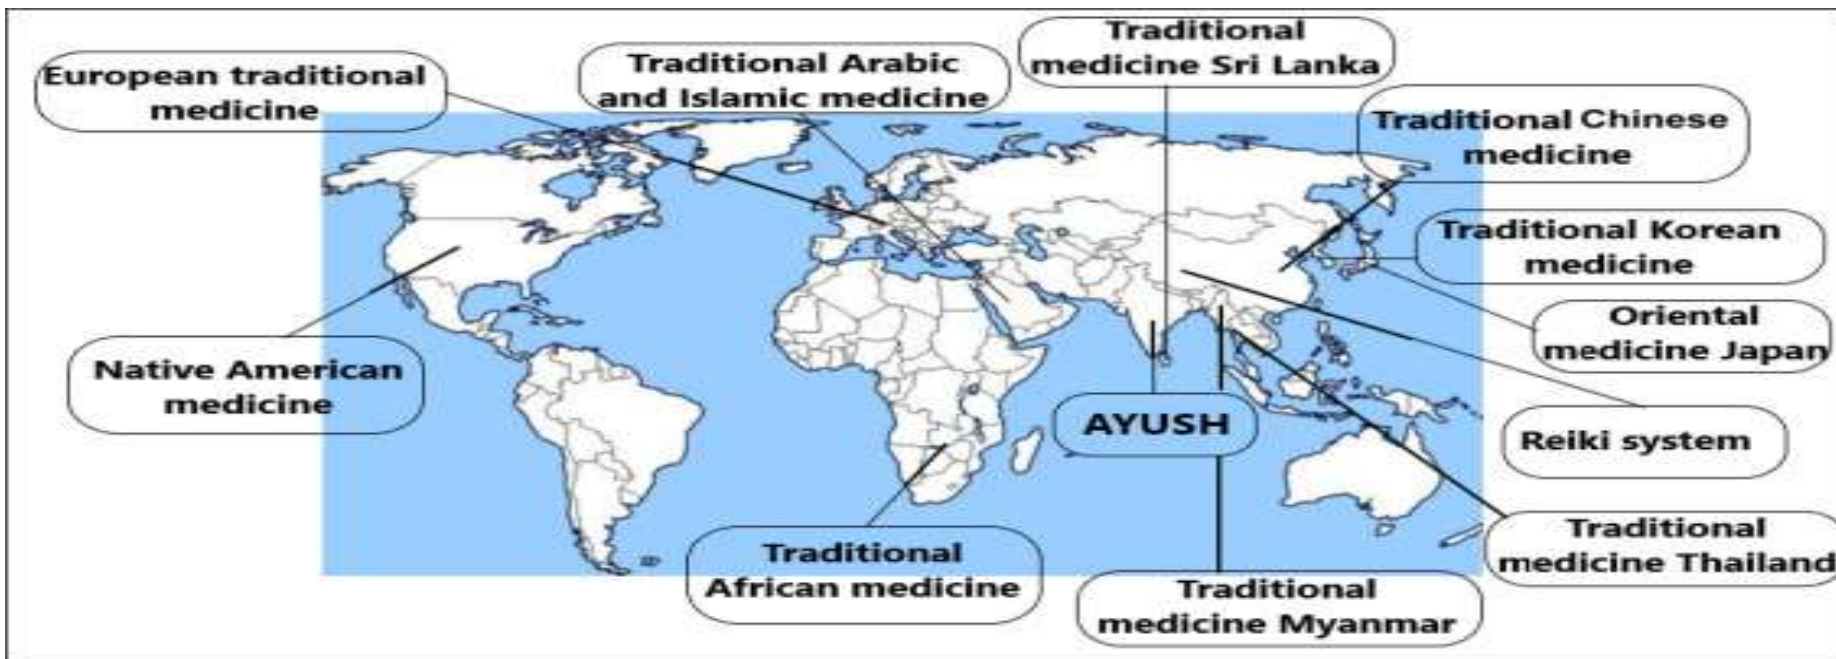 European traditional
medicine
Traditional Arabic
and Islamic medicine
Traditional
medicine Sri Lanka
Traditional Chinese
medicine
Traditional Korean
medicine
Oriental
medicine Japan
Native American
medicine
AYUSH
Reiki system
Traditional
African medicine
Traditional
medicine Myanmar
Traditional
medicine Thailand